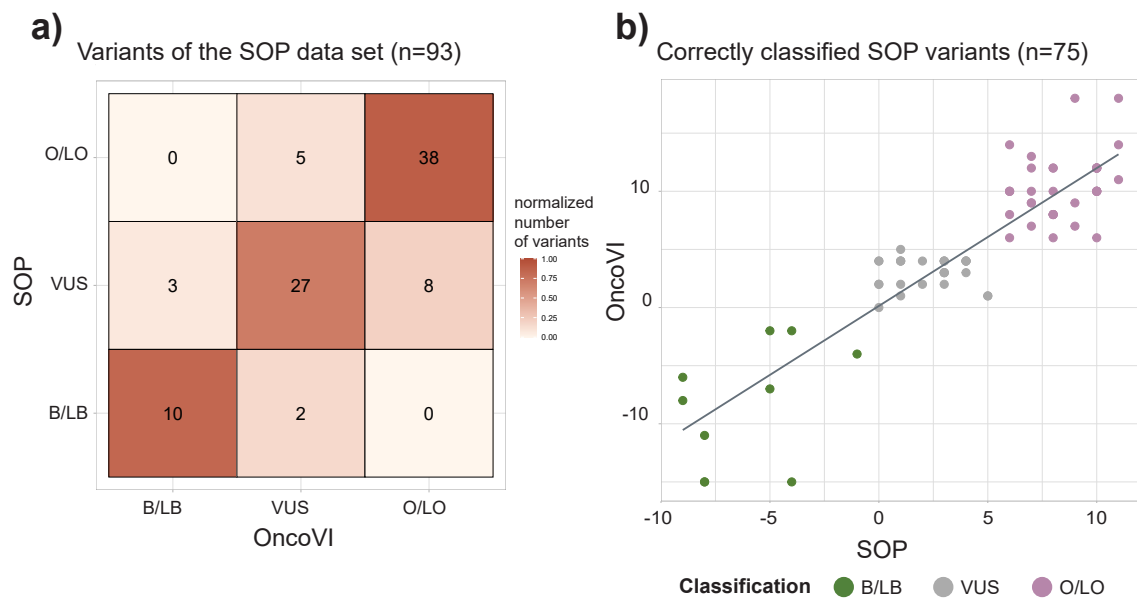 a)
Variants of the SOP data set (n=93)
O/LO
VUS
B/LB
SOP
0
5
38
3
27
8
10
2
0
B/LB
VUS
O/LO
OncoVI
normalized
number
of variants
1.00
0.75
0.50
0.25
0.00
b)
Correctly classified SOP variants (n=75)
OncoVI
10
0
-10
-10
-5
0
5
10
SOP
Classification
B/LB
VUS
O/LO